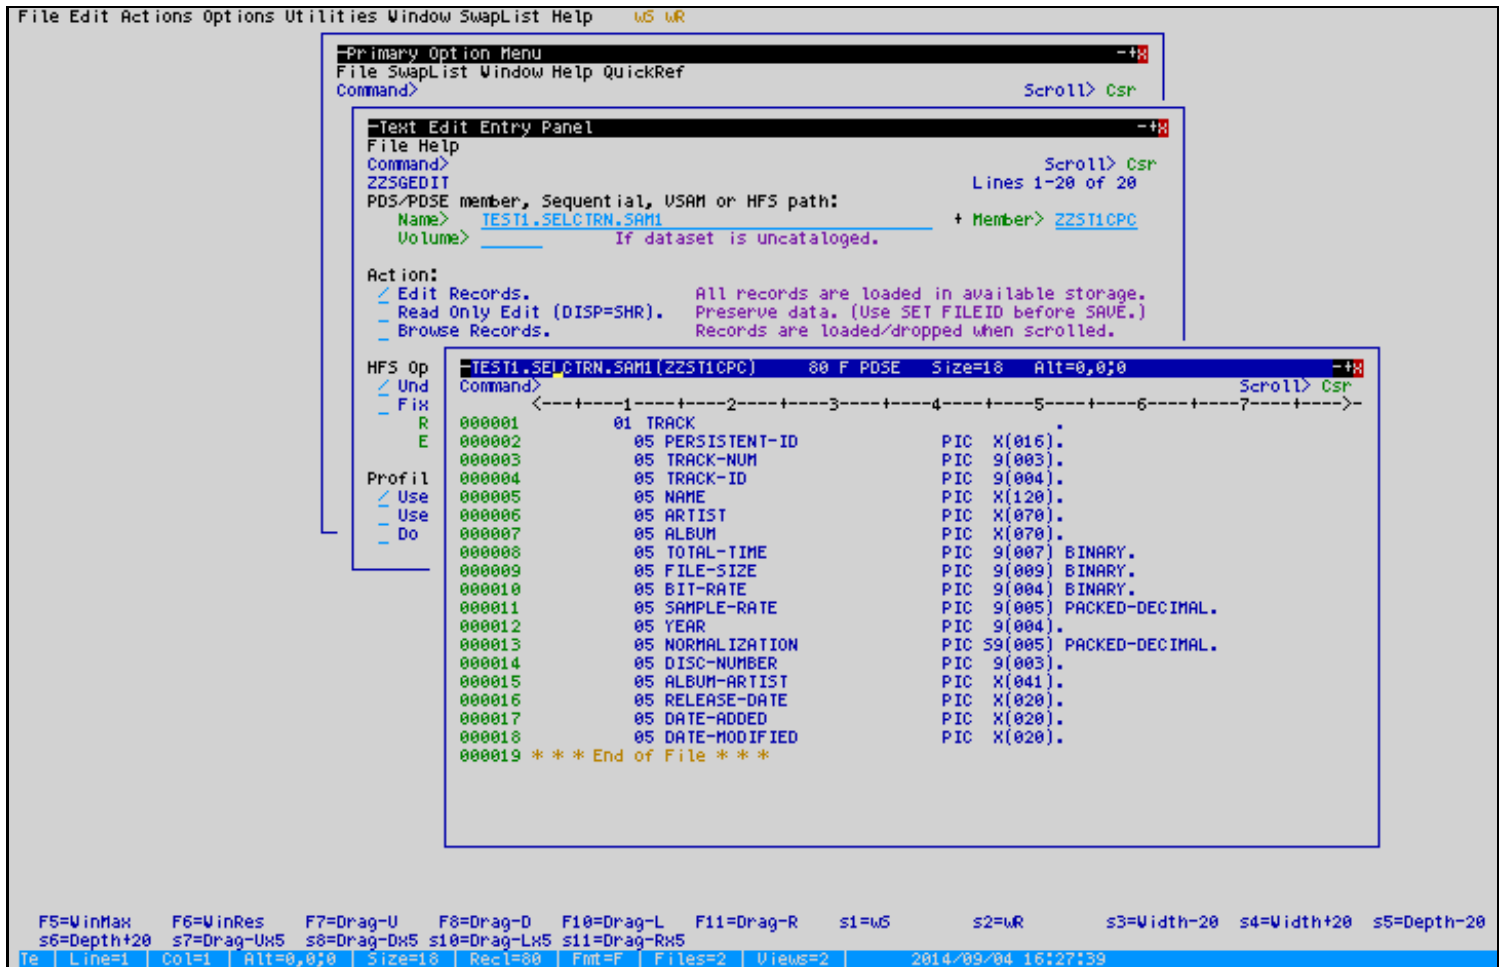 File Edit Actions Options Utilities Window SwapList Help wS wR
Primary Option Menu -+x
File SwapList Window Help QuickRef
Command> Scroll> Csr
Text Edit Entry Panel -+x
File Help
Command> Scroll> Csr
ZZSGEDIT Lines 1-20 of 20
PDS/PDSE member, Sequential, VSAM or HFS path:
Name> TEST1.SELCTRN.SAM1 + Member> ZZST1CPC
Volume> If dataset is uncataloged.
Action:
/ Edit Records. All records are loaded in available storage.
_ Read Only Edit (DISP=SHR). Preserve data. (Use SET FILEID before SAVE.)
_ Browse Records. Records are loaded/dropped when scrolled.
HFS Op
/ Und
_ Fix
R
E
Profil
/ Use
_ Use
_ Do
TEST1.SELCTRN.SAM1(ZZST1CPC) 80 F PDSE Size=18 Alt=0,0;0 -+x
Command> Scroll> Csr
<---+----1----+----2----+----3----+----4----+----5----+----6----+----7----+---->-
000001 01 TRACK .
000002 05 PERSISTENT-ID PIC X(016).
000003 05 TRACK-NUM PIC 9(003).
000004 05 TRACK-ID PIC 9(004).
000005 05 NAME PIC X(120).
000006 05 ARTIST PIC X(070).
000007 05 ALBUM PIC X(070).
000008 05 TOTAL-TIME PIC 9(007) BINARY.
000009 05 FILE-SIZE PIC 9(009) BINARY.
000010 05 BIT-RATE PIC 9(004) BINARY.
000011 05 SAMPLE-RATE PIC 9(005) PACKED-DECIMAL.
000012 05 YEAR PIC 9(004).
000013 05 NORMALIZATION PIC S9(005) PACKED-DECIMAL.
000014 05 DISC-NUMBER PIC 9(003).
000015 05 ALBUM-ARTIST PIC X(041).
000016 05 RELEASE-DATE PIC X(020).
000017 05 DATE-ADDED PIC X(020).
000018 05 DATE-MODIFIED PIC X(020).
000019 * * * End of File * * *
F5=WinMax F6=WinRes F7=Drag-U F8=Drag-D F10=Drag-L F11=Drag-R s1=wS s2=wR s3=Width-20 s4=Width+20 s5=Depth-20
s6=Depth+20 s7=Drag-Ux5 s8=Drag-Dx5 s10=Drag-Lx5 s11=Drag-Rx5
Te | Line=1 | Col=1 | Alt=0,0;0 | Size=18 | Recl=80 | Fmt=F | Files=2 | Views=2 | 2014/09/04 16:27:39